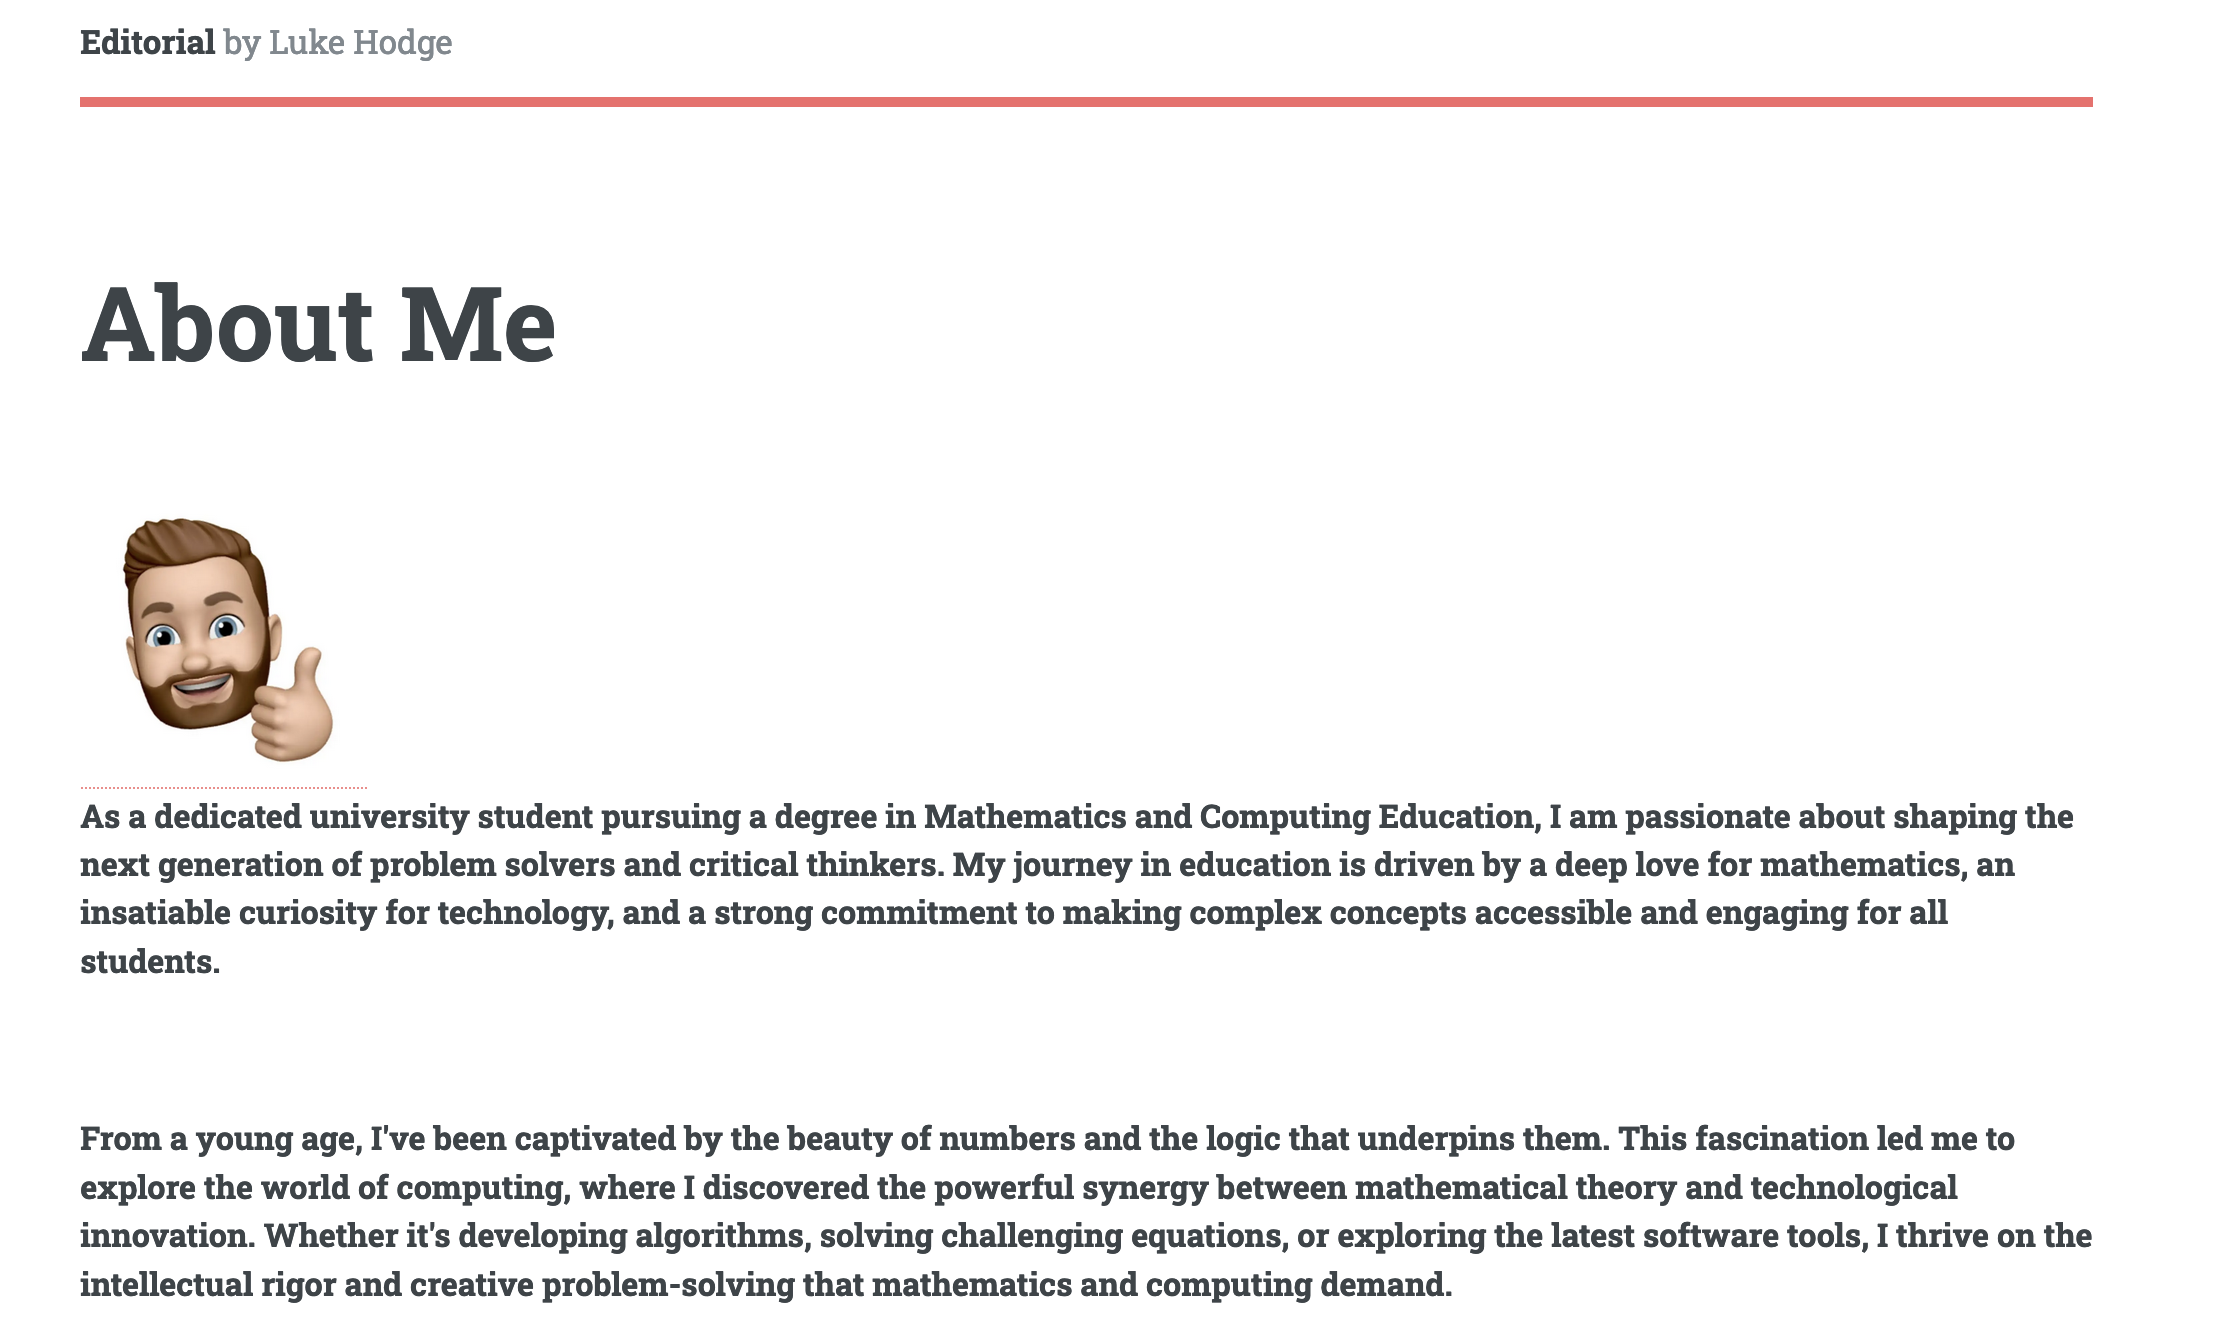 Editorial by Luke Hodge
About Me
As a dedicated university student pursuing a degree in Mathematics and Computing Education, I am passionate about shaping the
next generation of problem solvers and critical thinkers. My journey in education is driven by a deep love for mathematics, an
insatiable curiosity for technology, and a strong commitment to making complex concepts accessible and engaging for all
students.
From a young age, I've been captivated by the beauty of numbers and the logic that underpins them. This fascination led me to
explore the world of computing, where I discovered the powerful synergy between mathematical theory and technological
innovation. Whether it's developing algorithms, solving challenging equations, or exploring the latest software tools, I thrive on the
intellectual rigor and creative problem-solving that mathematics and computing demand.